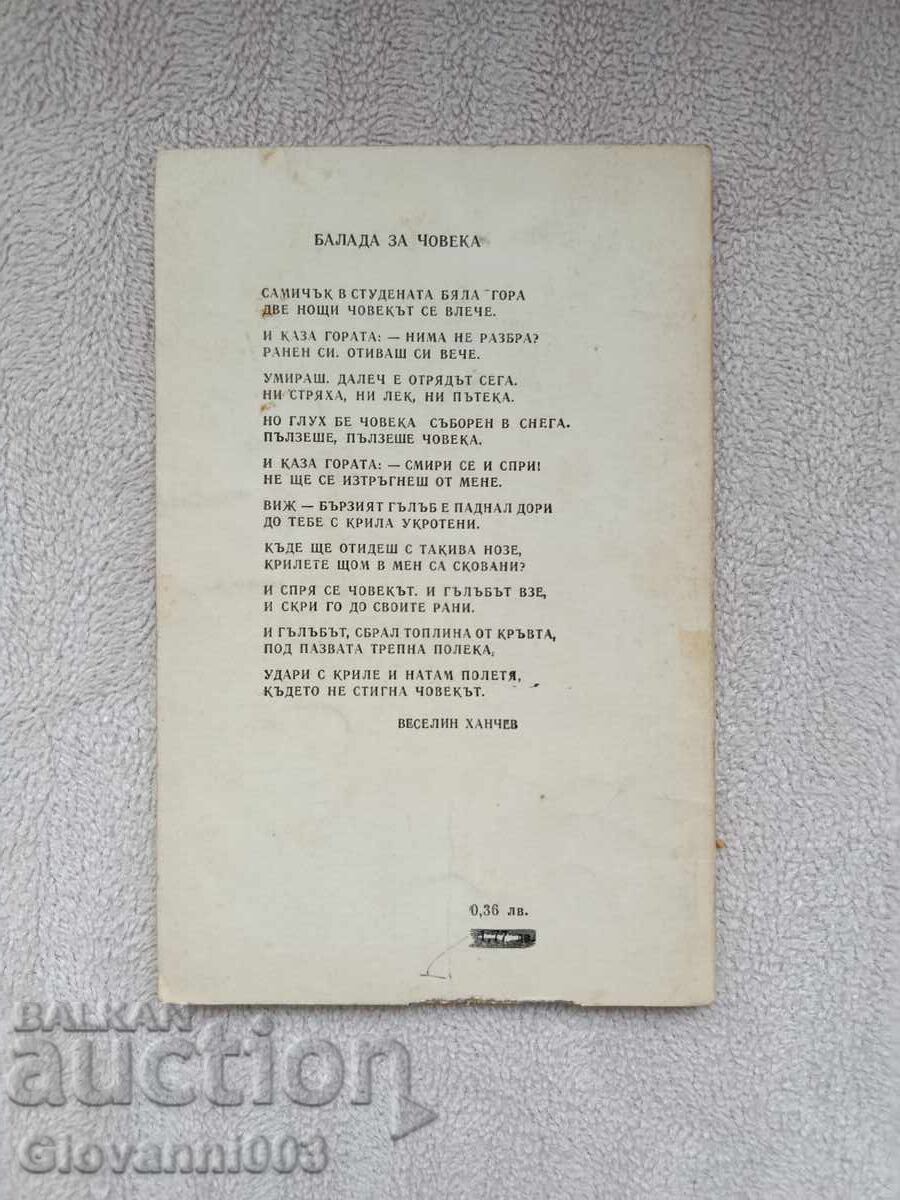 БАЛАДА ЗА ЧОВЕКА
САМИЧЪК В СТУДЕНАТА БЯЛА ГОРА
ДВЕ НОЩИ ЧОВЕКЪТ СЕ ВЛЕЧЕ.
И КАЗА ГОРАТА: — НИМА НЕ РАЗБРА?
РАНЕН СИ. ОТИВАШ СИ ВЕЧЕ.
УМИРАШ. ДАЛЕЧ Е ОТРЯДЪТ СЕГА.
НИ СТРЯХА, НИ ЛЕК, НИ ПЪТЕКА.
НО ГЛУХ БЕ ЧОВЕКА СЪБОРЕН В СНЕГА.
ПЪЛЗЕШЕ, ПЪЛЗЕШЕ ЧОВЕКА.
И КАЗА ГОРАТА: — СМИРИ СЕ И СПРИ!
НЕ ЩЕ СЕ ИЗТРЪГНЕШ ОТ МЕНЕ.
ВИЖ — БЪРЗИЯТ ГЪЛЪБ Е ПАДНАЛ ДОРИ
ДО ТЕБЕ С КРИЛА УКРОТЕНИ.
КЪДЕ ЩЕ ОТИДЕШ С ТАКИВА НОЗЕ,
КРИЛЕТЕ ЩОМ В МЕН СА СКОВАНИ?
И СПРЯ СЕ ЧОВЕКЪТ. И ГЪЛЪБЪТ ВЗЕ,
И СКРИ ГО ДО СВОИТЕ РАНИ.
И ГЪЛЪБЪТ, СБРАЛ ТОПЛИНА ОТ КРЪВТА,
ПОД ПАЗВАТА ТРЕПНА ПОЛЕКА,
УДАРИ С КРИЛЕ И НАТАМ ПОЛЕТЯ,
КЪДЕТО НЕ СТИГНА ЧОВЕКЪТ.
ВЕСЕЛИН ХАНЧЕВ
0,36 лв.
BALKAN
auction
Giovanni003